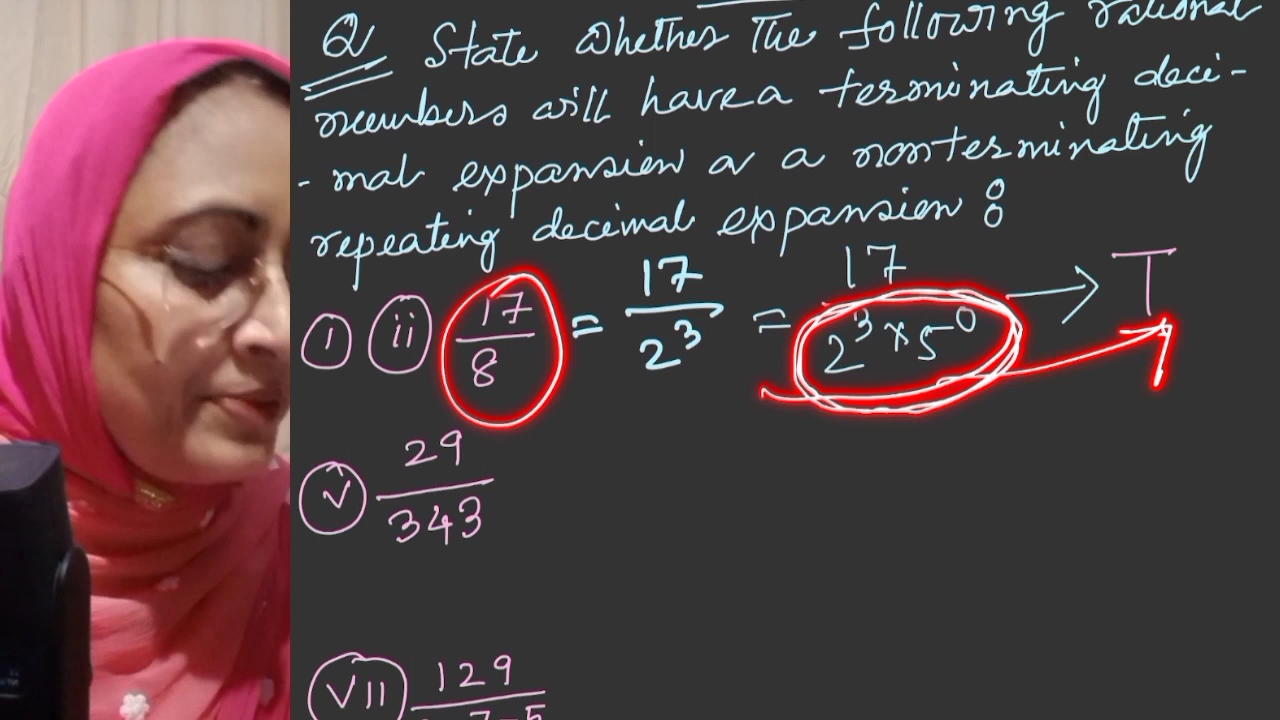 Q State whether the following rational
numbers will have a terminating deci-
-mal expansion or a nonterminating
repeating decimal expansion :
i ii 17/8 = 17/2³ = 17/2³ × 5⁰ → T
v 29/343
vii 129